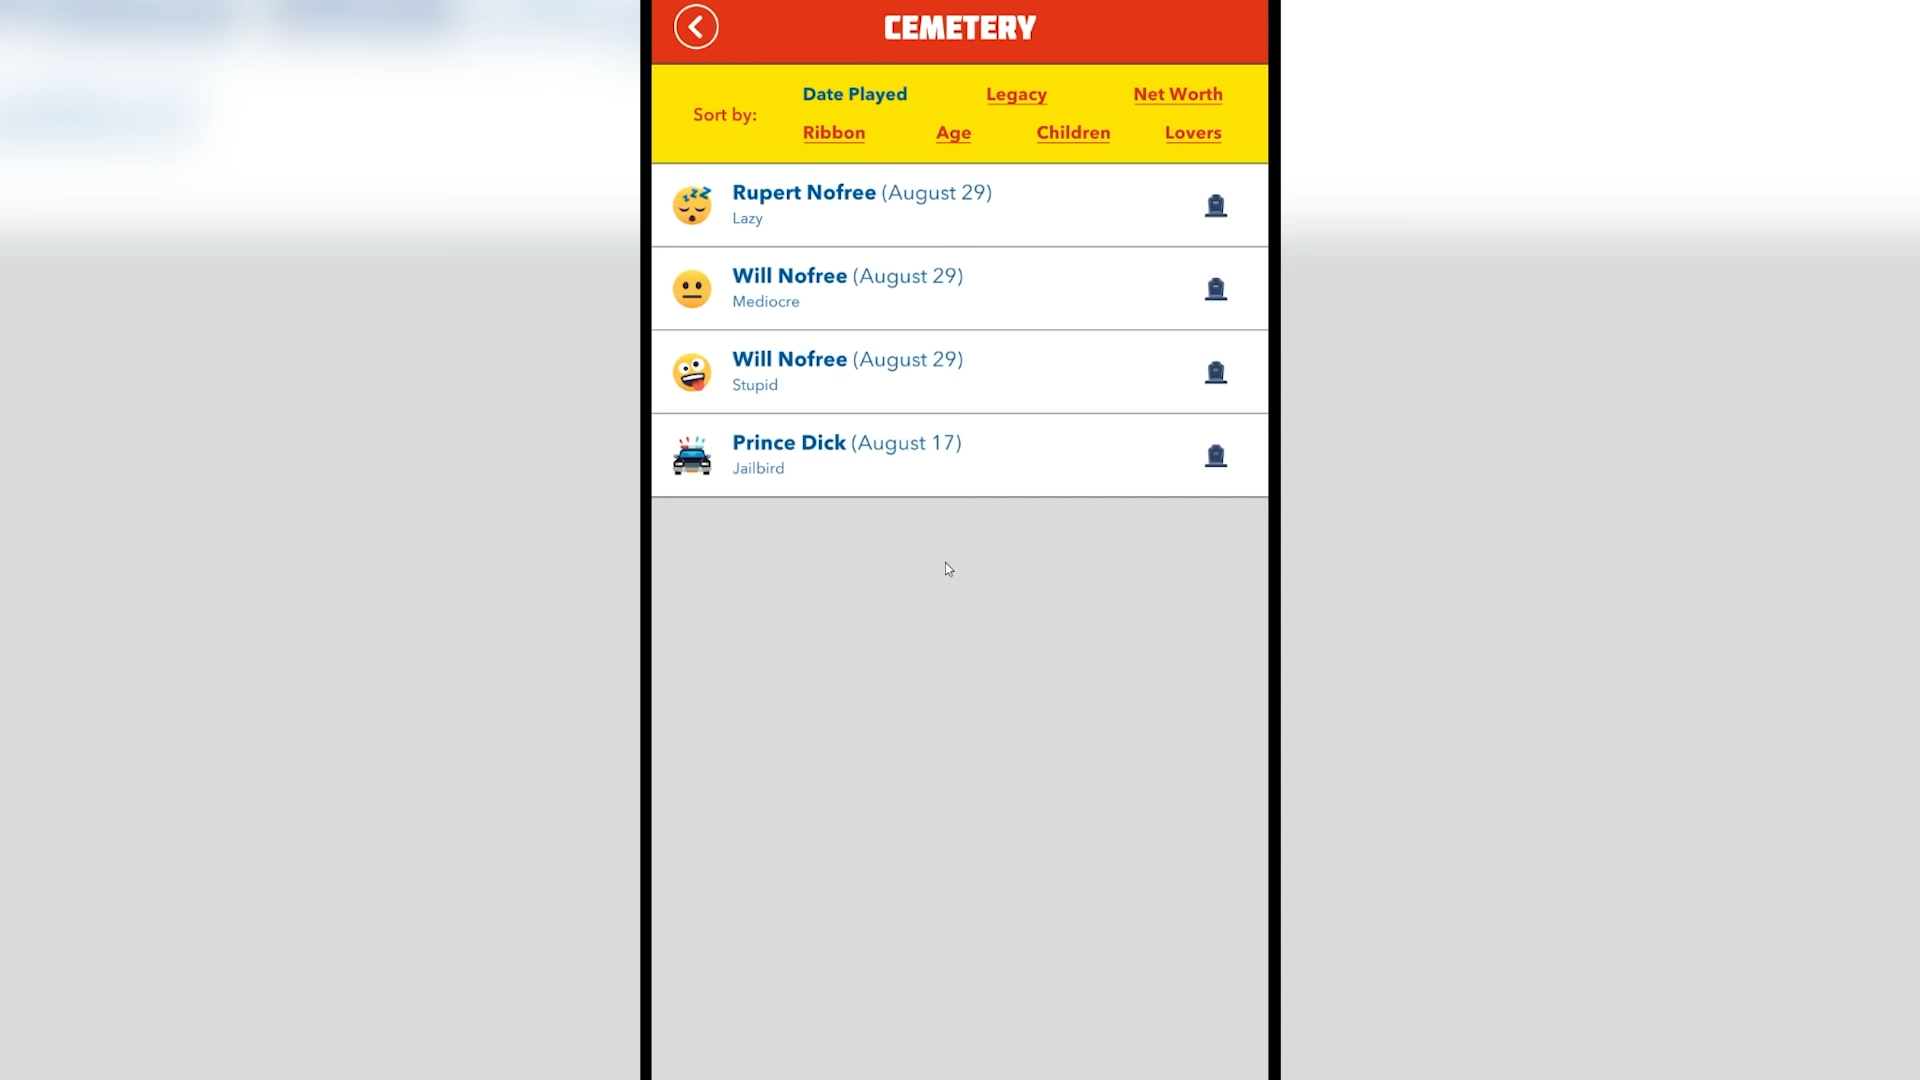 CEMETERY
Sort by:
Date Played Legacy Net Worth
Ribbon Age Children Lovers
Rupert Nofree (August 29)
Lazy
Will Nofree (August 29)
Mediocre
Will Nofree (August 29)
Stupid
Prince Dick (August 17)
Jailbird